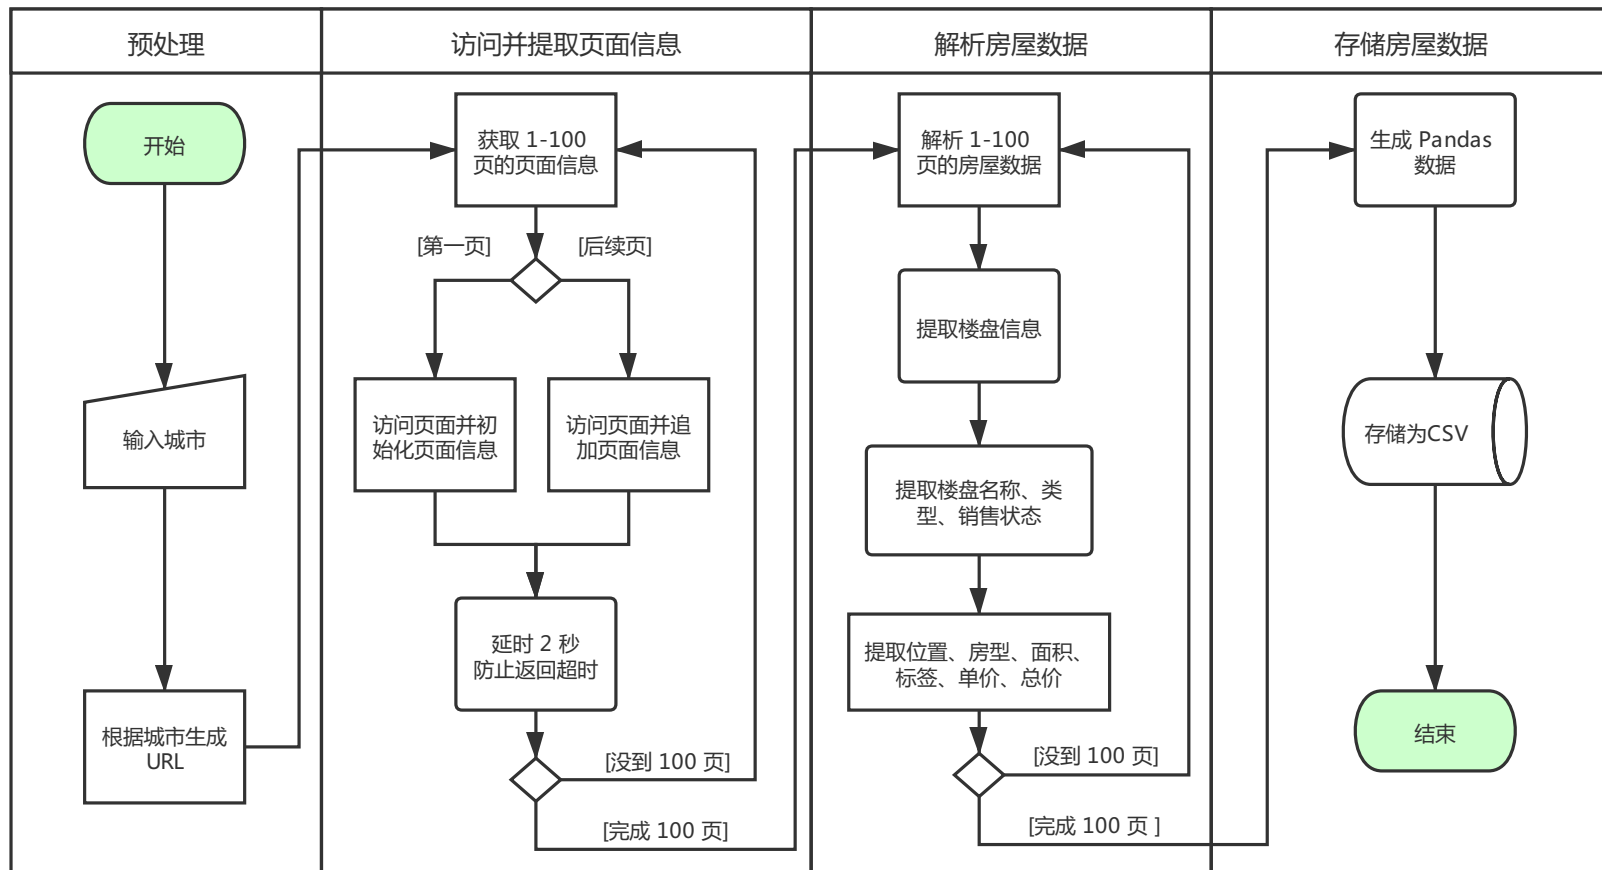 预处理
访问并提取页面信息
解析房屋数据
存储房屋数据
开始
输入城市
根据城市生成
URL
获取 1-100
页的页面信息
[第一页]
[后续页]
访问页面并初
始化页面信息
访问页面并追
加页面信息
延时 2 秒
防止返回超时
[没到 100 页]
[完成 100 页]
解析 1-100
页的房屋数据
提取楼盘信息
提取楼盘名称、类
型、销售状态
提取位置、房型、面积、
标签、单价、总价
[没到 100 页]
[完成 100 页 ]
生成 Pandas
数据
存储为CSV
结束